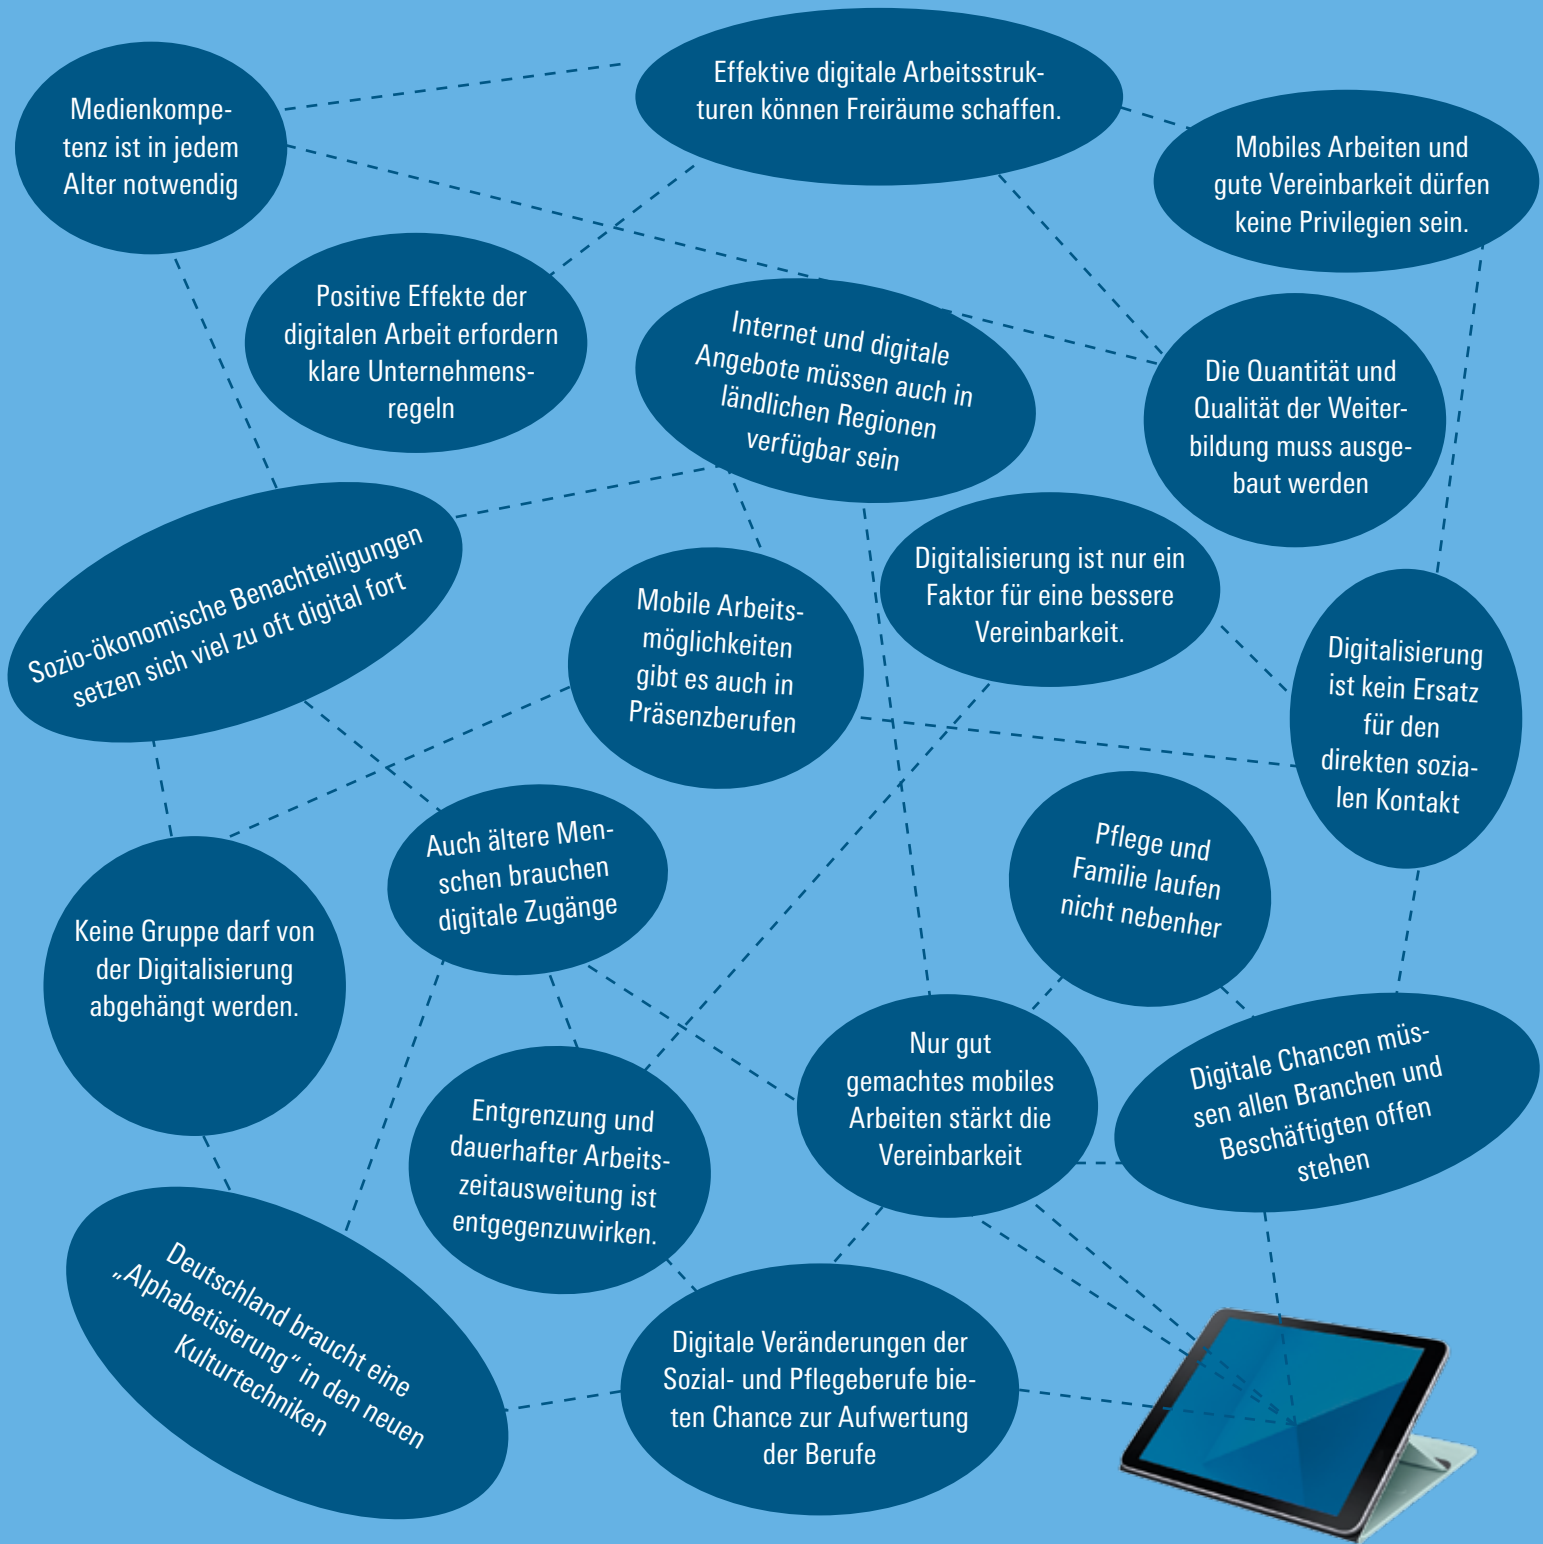 Medienkompe-
tenz ist in jedem
Alter notwendig
Effektive digitale Arbeitsstruk-
turen können Freiräume schaffen.
Mobiles Arbeiten und
gute Vereinbarkeit dürfen
keine Privilegien sein.
Positive Effekte der
digitalen Arbeit erfordern
klare Unternehmens-
regeln
Internet und digitale
Angebote müssen auch in
ländlichen Regionen
verfügbar sein
Die Quantität und
Qualität der Weiter-
bildung muss ausge-
baut werden
Sozio-ökonomische Benachteiligungen
setzen sich viel zu oft digital fort
Mobile Arbeits-
möglichkeiten
gibt es auch in
Präsenzberufen
Digitalisierung ist nur ein
Faktor für eine bessere
Vereinbarkeit.
Digitalisierung
ist kein Ersatz
für den
direkten sozia-
len Kontakt
Auch ältere Men-
schen brauchen
digitale Zugänge
Pflege und
Familie laufen
nicht nebenher
Keine Gruppe darf von
der Digitalisierung
abgehängt werden.
Nur gut
gemachtes mobiles
Arbeiten stärkt die
Vereinbarkeit
Digitale Chancen müs-
sen allen Branchen und
Beschäftigten offen
stehen
Entgrenzung und
dauerhafter Arbeits-
zeitausweitung ist
entgegenzuwirken.
Deutschland braucht eine
„Alphabetisierung“ in den neuen
Kulturtechniken
Digitale Veränderungen der
Sozial- und Pflegeberufe bie-
ten Chance zur Aufwertung
der Berufe